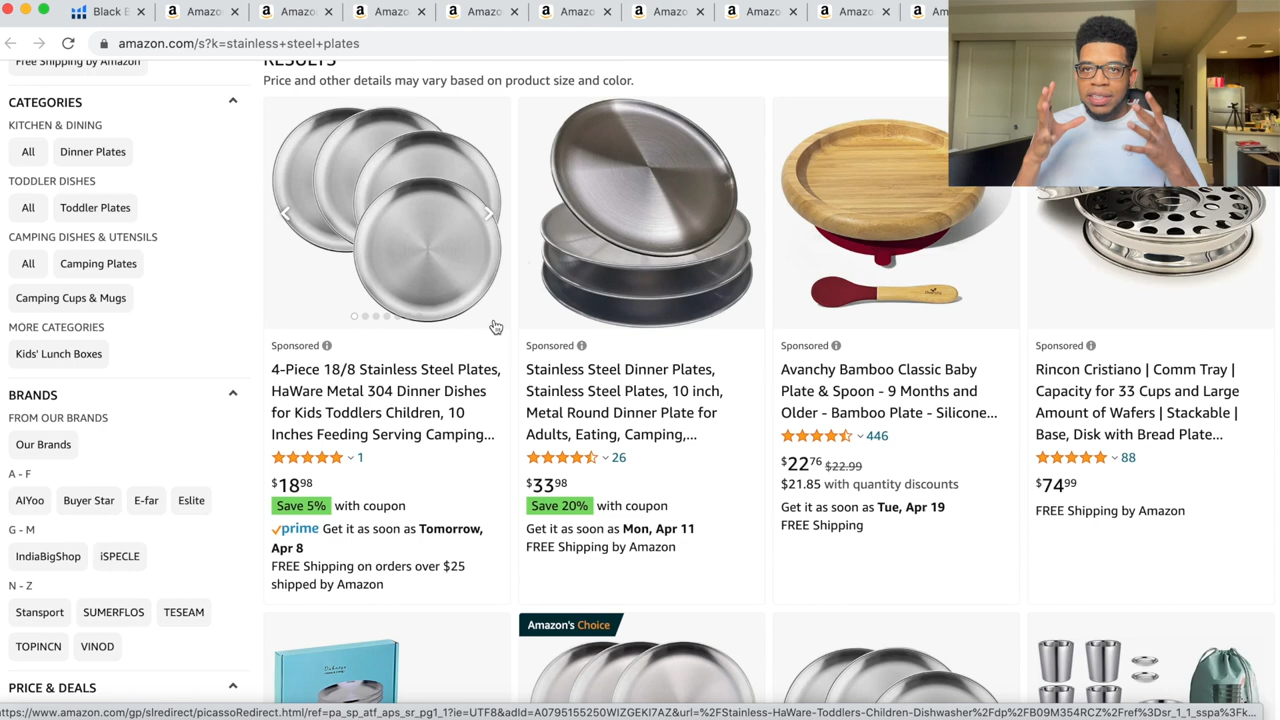 Black B
Amazo
Amazo
Amazo
Amazo
Amazo
Amazo
Amazo
Amazo
Am
amazon.com/s?k=stainless+steel+plates
Free Shipping by Amazon
CATEGORIES
KITCHEN & DINING
All
Dinner Plates
TODDLER DISHES
All
Toddler Plates
CAMPING DISHES & UTENSILS
All
Camping Plates
Camping Cups & Mugs
MORE CATEGORIES
Kids' Lunch Boxes
BRANDS
FROM OUR BRANDS
Our Brands
A - F
AIYoo
Buyer Star
E-far
Eslite
G - M
IndiaBigShop
iSPECLE
N - Z
Stansport
SUMERFLOS
TESEAM
TOPINCN
VINOD
PRICE & DEALS
RESULTS
Price and other details may vary based on product size and color.
Sponsored
4-Piece 18/8 Stainless Steel Plates,
HaWare Metal 304 Dinner Dishes
for Kids Toddlers Children, 10
Inches Feeding Serving Camping...
1
$1898
Save 5% with coupon
prime Get it as soon as Tomorrow,
Apr 8
FREE Shipping on orders over $25
shipped by Amazon
Sponsored
Stainless Steel Dinner Plates,
Stainless Steel Plates, 10 inch,
Metal Round Dinner Plate for
Adults, Eating, Camping,...
26
$3398
Save 20% with coupon
Get it as soon as Mon, Apr 11
FREE Shipping by Amazon
Sponsored
Avanchy Bamboo Classic Baby
Plate & Spoon - 9 Months and
Older - Bamboo Plate - Silicone...
446
$2276 $22.99
$21.85 with quantity discounts
Get it as soon as Tue, Apr 19
FREE Shipping
Sponsored
Rincon Cristiano | Comm Tray |
Capacity for 33 Cups and Large
Amount of Wafers | Stackable |
Base, Disk with Bread Plate...
88
$7499
FREE Shipping by Amazon
Amazon's Choice
https://www.amazon.com/gp/slredirect/picassoRedirect.html/ref=pa_sp_atf_aps_sr_pg1_1?ie=UTF8&adId=A0795155250WIZGEKI7AZ&url=%2FStainless-HaWare-Toddlers-Children-Dishwasher%2Fdp%2FB09M354RCZ%2Fref%3Dsr_1_1_sspa%3Fk...